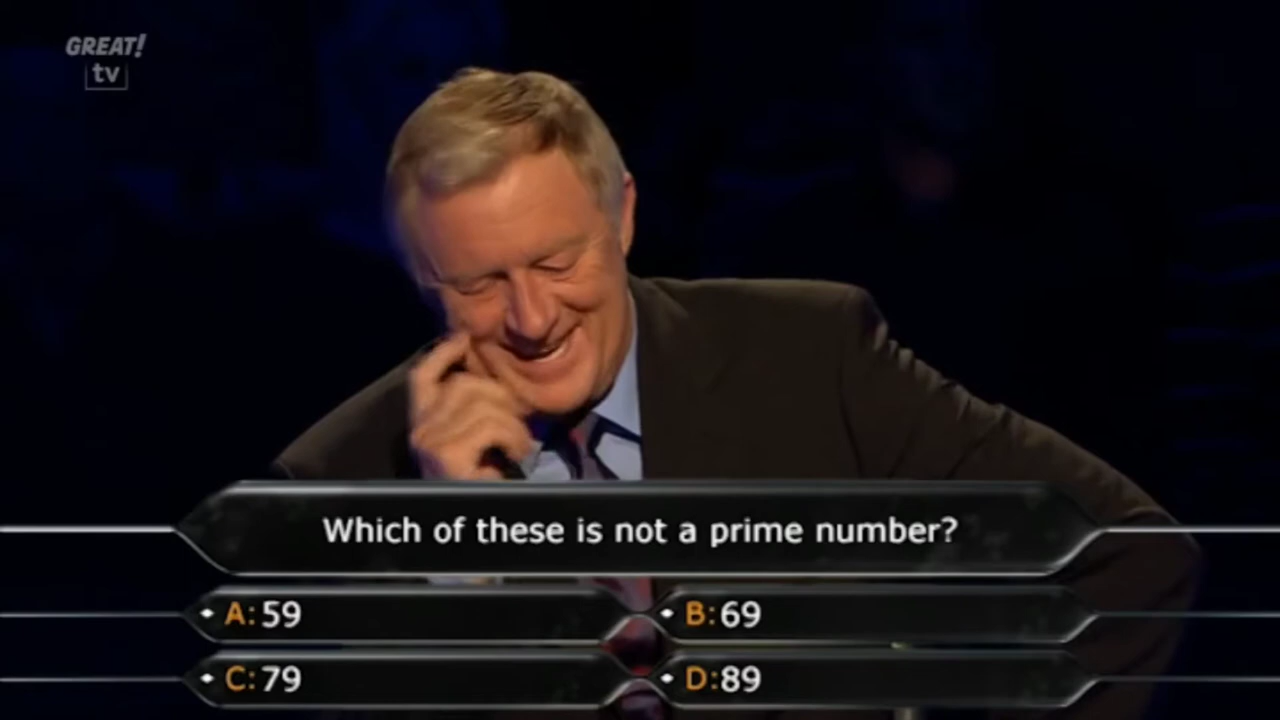 GREAT!
tv
Which of these is not a prime number?
A: 59
B: 69
C: 79
D: 89